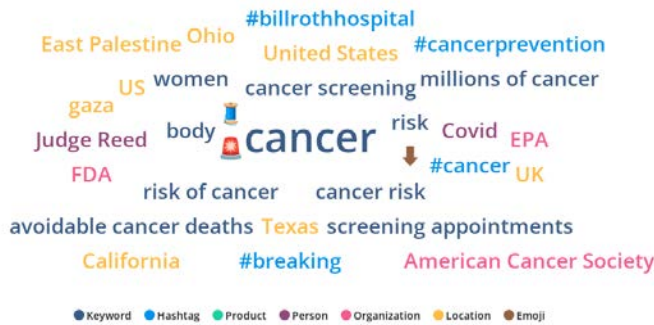 #billrothhospital
East Palestine Ohio
United States #cancerprevention
US women cancer screening millions of cancer
gaza
Judge Reed body cancer risk Covid EPA
FDA #cancer UK
risk of cancer cancer risk
avoidable cancer deaths Texas screening appointments
California #breaking American Cancer Society
Keyword Hashtag Product Person Organization Location Emoji